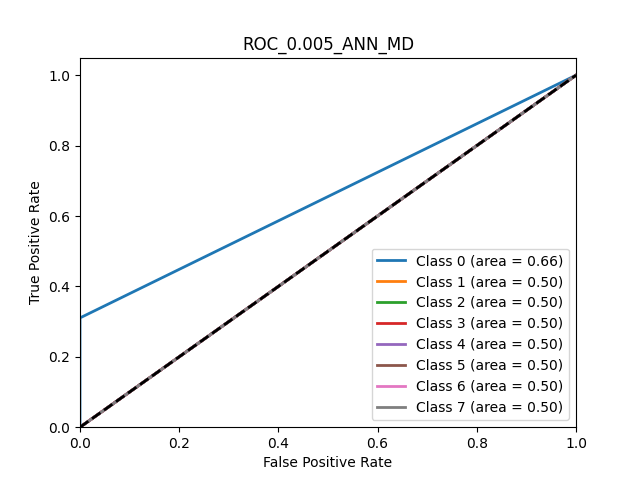 ROC_0.005_ANN_MD
True Positive Rate
1.0
0.8
0.6
0.4
0.2
0.0
Class 0 (area = 0.66)
Class 1 (area = 0.50)
Class 2 (area = 0.50)
Class 3 (area = 0.50)
Class 4 (area = 0.50)
Class 5 (area = 0.50)
Class 6 (area = 0.50)
Class 7 (area = 0.50)
0.0 0.2 0.4 0.6 0.8 1.0
False Positive Rate